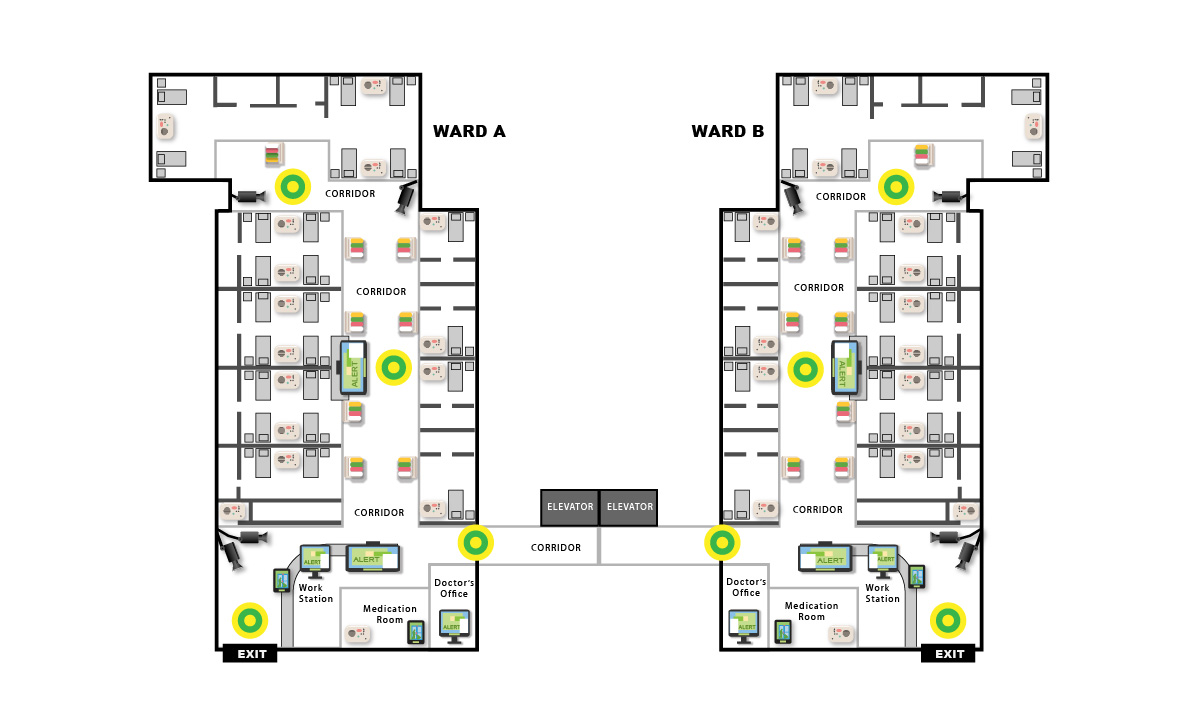 WARD A
WARD B
CORRIDOR
CORRIDOR
CORRIDOR
CORRIDOR
ALERT
ALERT
CORRIDOR
CORRIDOR
ELEVATOR
ELEVATOR
CORRIDOR
ALERT
ALERT
ALERT
ALERT
Work
Station
Work
Station
Doctor's
Office
Doctor's
Office
Medication
Room
Medication
Room
ALERT
ALERT
EXIT
EXIT